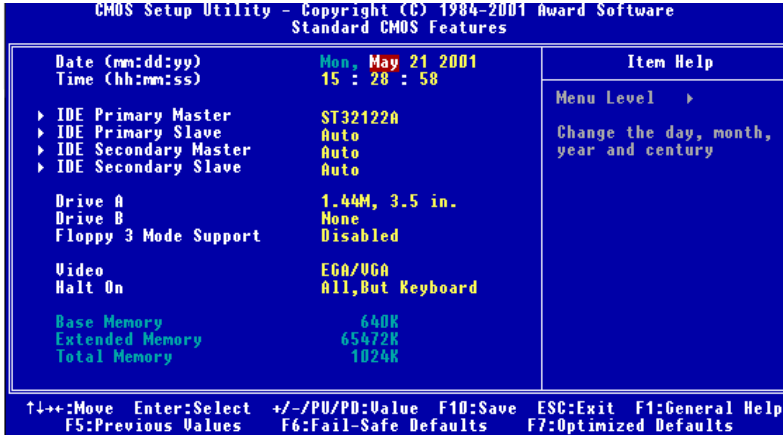 CMOS Setup Utility - Copyright (C) 1984-2001 Award Software
Standard CMOS Features
Date (mm:dd:yy) Mon, May 21 2001
Time (hh:mm:ss) 15 : 28 : 58
IDE Primary Master ST32122A
IDE Primary Slave Auto
IDE Secondary Master Auto
IDE Secondary Slave Auto
Drive A 1.44M, 3.5 in.
Drive B None
Floppy 3 Mode Support Disabled
Video EGA/VGA
Halt On All,But Keyboard
Base Memory 640K
Extended Memory 65472K
Total Memory 1024K
Item Help
Menu Level
Change the day, month,
year and century
↑↓→←:Move Enter:Select +/-/PU/PD:Value F10:Save ESC:Exit F1:General Help
F5:Previous Values F6:Fail-Safe Defaults F7:Optimized Defaults